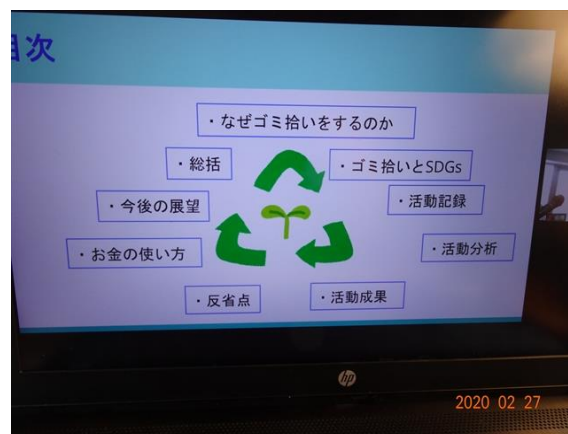 目次
・なぜゴミ拾いをするのか
・総括
・ゴミ拾いとSDGs
・今後の展望
・活動記録
・お金の使い方
・活動分析
・反省点
・活動成果
hp
2020 02 27